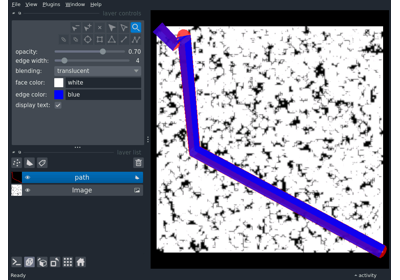 File View Plugins Window Help
layer controls
opacity: 0.70
edge width: 4
blending: translucent
face color: white
edge color: blue
display text:
layer list
path
Image
Ready
activity